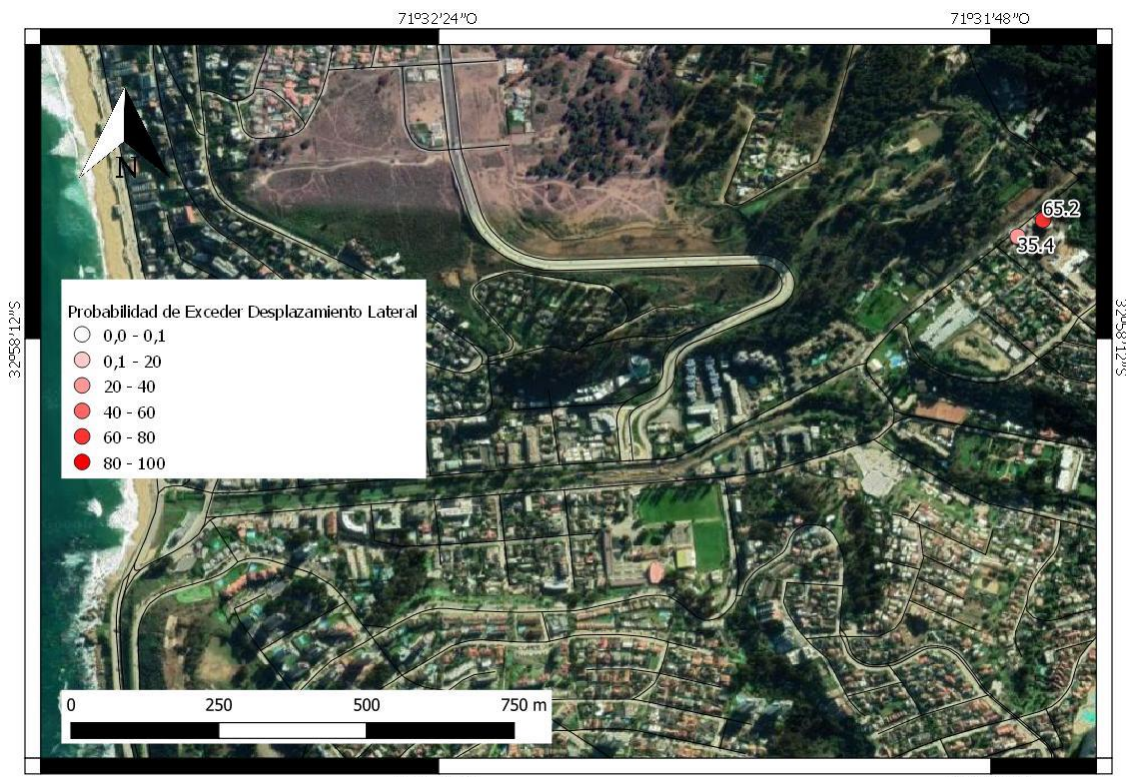 71°32'24"O
71°31'48"O
N
65.2
35.4
32°58'12"S
32°58'12"S
Probabilidad de Exceder Desplazamiento Lateral
0,0 - 0,1
0,1 - 20
20 - 40
40 - 60
60 - 80
80 - 100
0 250 500 750 m